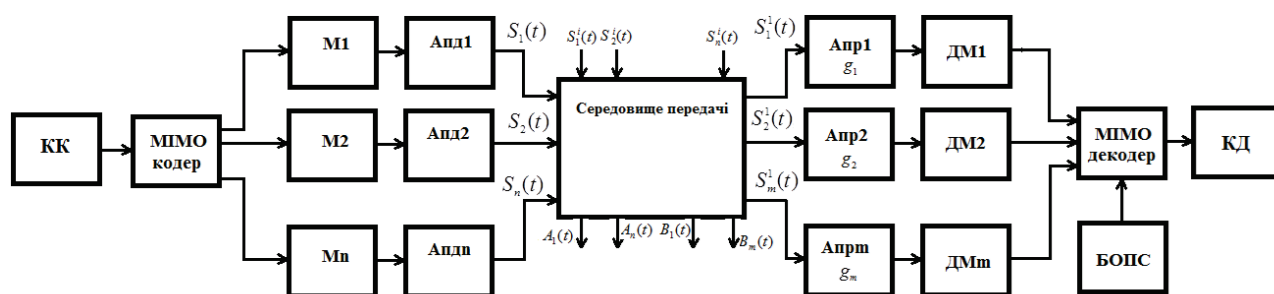 КК
МІМО
кодер
М1
Апд1
S₁(t)
М2
Апд2
S₂(t)
Мn
Апдn
Sₙ(t)
S₁ⁱ(t) S₂ⁱ(t)
Sₙⁱ(t)
Середовище передачі
A₁(t)
Aₙ(t)
B₁(t)
Bₘ(t)
S₁¹(t)
Апр1
g₁
ДМ1
S₂¹(t)
Апр2
g₂
ДМ2
Sₘ¹(t)
Апрm
gₘ
ДМm
МІМО
декодер
КД
БОПС